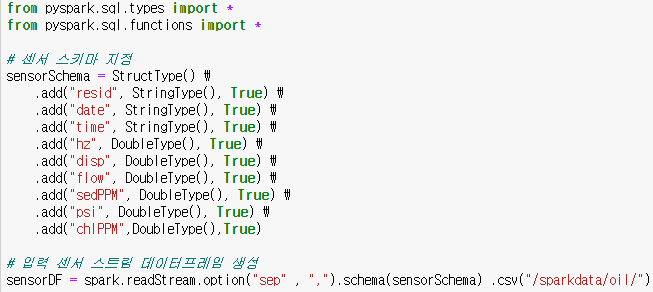 from pyspark.sql.types import *
from pyspark.sql.functions import *

# 센서 스키마 지정
sensorSchema = StructType() ₩
    .add("resid", StringType(), True) ₩
    .add("date", StringType(), True) ₩
    .add("time", StringType(), True) ₩
    .add("hz", DoubleType(), True) ₩
    .add("disp", DoubleType(), True) ₩
    .add("flow", DoubleType(), True) ₩
    .add("sedPPM", DoubleType(), True) ₩
    .add("psi", DoubleType(), True) ₩
    .add("chlPPM",DoubleType(),True)

# 입력 센서 스트림 데이터프레임 생성
sensorDF = spark.readStream.option("sep" , ",").schema(sensorSchema) .csv("/sparkdata/oil/")